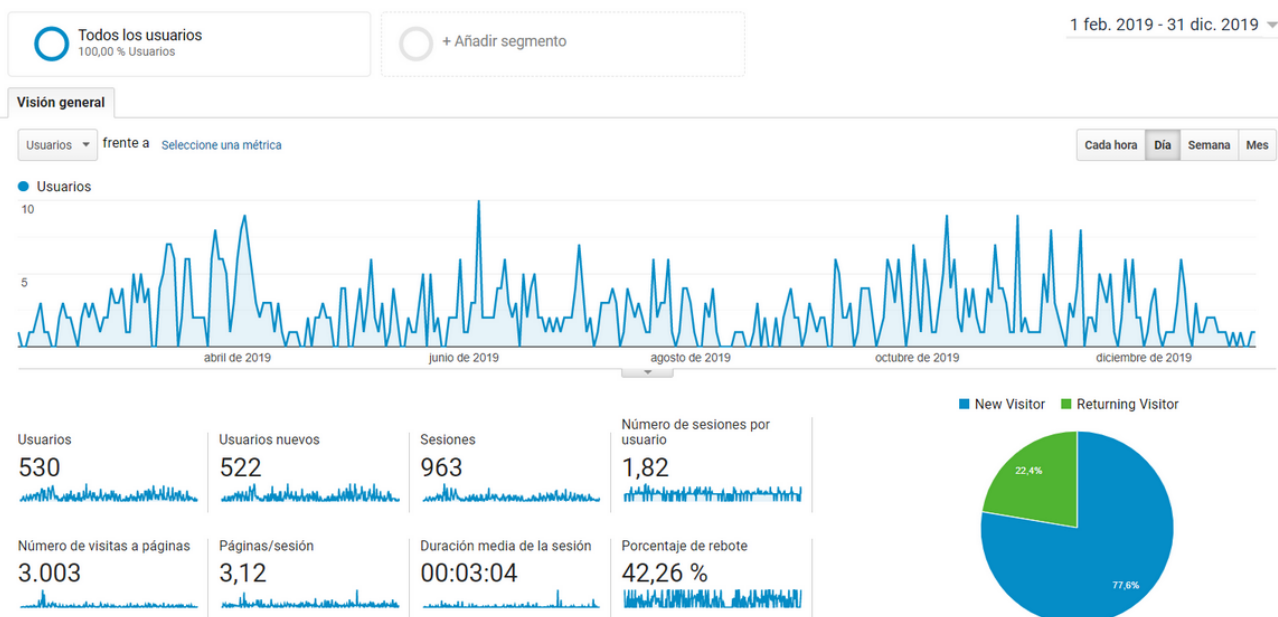 Todos los usuarios
100,00 % Usuarios
+ Añadir segmento
1 feb. 2019 - 31 dic. 2019
Visión general
Usuarios frente a Seleccione una métrica
Cada hora Día Semana Mes
Usuarios
10
5
abril de 2019 junio de 2019 agosto de 2019 octubre de 2019 diciembre de 2019
New Visitor Returning Visitor
Usuarios
530
Usuarios nuevos
522
Sesiones
963
Número de sesiones por
usuario
1,82
Número de visitas a páginas
3.003
Páginas/sesión
3,12
Duración media de la sesión
00:03:04
Porcentaje de rebote
42,26 %
22,4%
77,6%